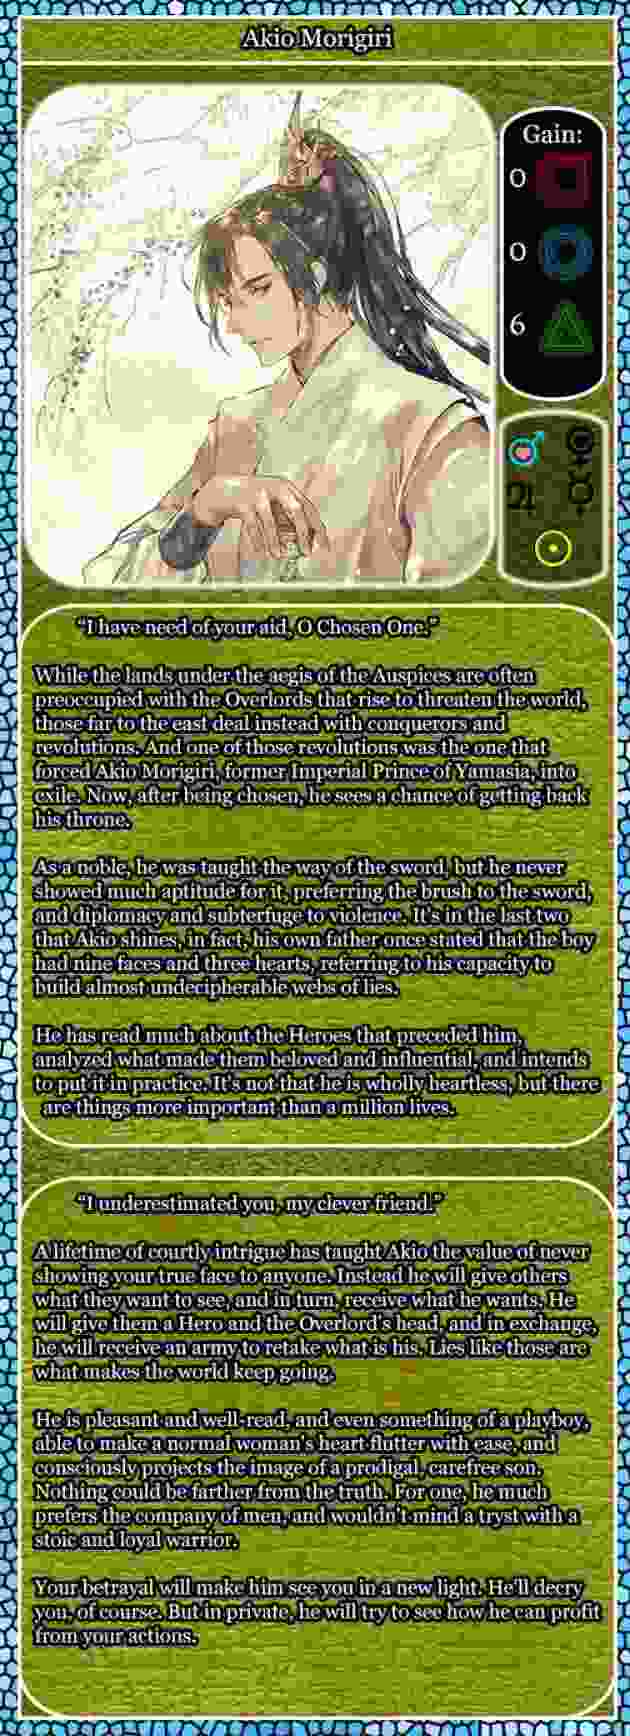 Akio Morigiri
Gain:
0
0
6
“I have need of your aid, O Chosen One.”
While the lands under the aegis of the Auspices are often
preoccupied with the Overlords that rise to threaten the world,
those far to the east deal instead with conquerors and
revolutions. And one of those revolutions was the one that
forced Akio Morigiri, former Imperial Prince of Yamasia, into
exile. Now, after being chosen, he sees a chance of getting back
his throne.
As a noble, he was taught the way of the sword, but he never
showed much aptitude for it, preferring the brush to the sword,
and diplomacy and subterfuge to violence. It's in the last two
that Akio shines, in fact, his own father once stated that the boy
had nine faces and three hearts, referring to his capacity to
build almost undecipherable webs of lies.
He has read much about the Heroes that preceded him,
analyzed what made them beloved and influential, and intends
to put it in practice. It's not that he is wholly heartless, but there
are things more important than a million lives.
“I underestimated you, my clever friend.”
A lifetime of courtly intrigue has taught Akio the value of never
showing your true face to anyone. Instead he will give others
what they want to see, and in turn, receive what he wants. He
will give them a Hero and the Overlord's head, and in exchange,
he will receive an army to retake what is his. Lies like those are
what makes the world keep going.
He is pleasant and well-read, and even something of a playboy,
able to make a normal woman's heart flutter with ease, and
consciously projects the image of a prodigal, carefree son.
Nothing could be farther from the truth. For one, he much
prefers the company of men, and wouldn't mind a tryst with a
stoic and loyal warrior.
Your betrayal will make him see you in a new light. He'll decry
you, of course. But in private, he will try to see how he can profit
from your actions.